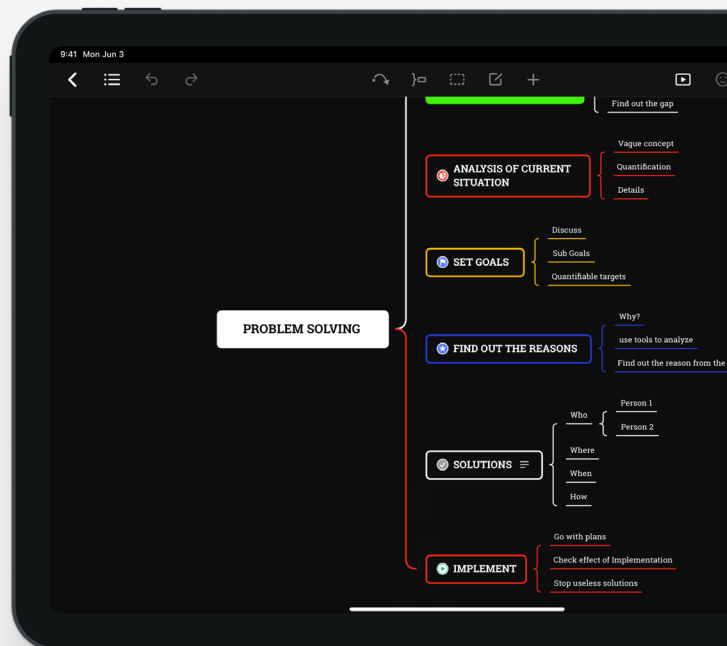 9:41 Mon Jun 3
Find out the gap
ANALYSIS OF CURRENT
SITUATION
Vague concept
Quantification
Details
SET GOALS
Discuss
Sub Goals
Quantifiable targets
PROBLEM SOLVING
FIND OUT THE REASONS
Why?
use tools to analyze
Find out the reason from the
SOLUTIONS
Who
Person 1
Person 2
Where
When
How
IMPLEMENT
Go with plans
Check effect of Implementation
Stop useless solutions